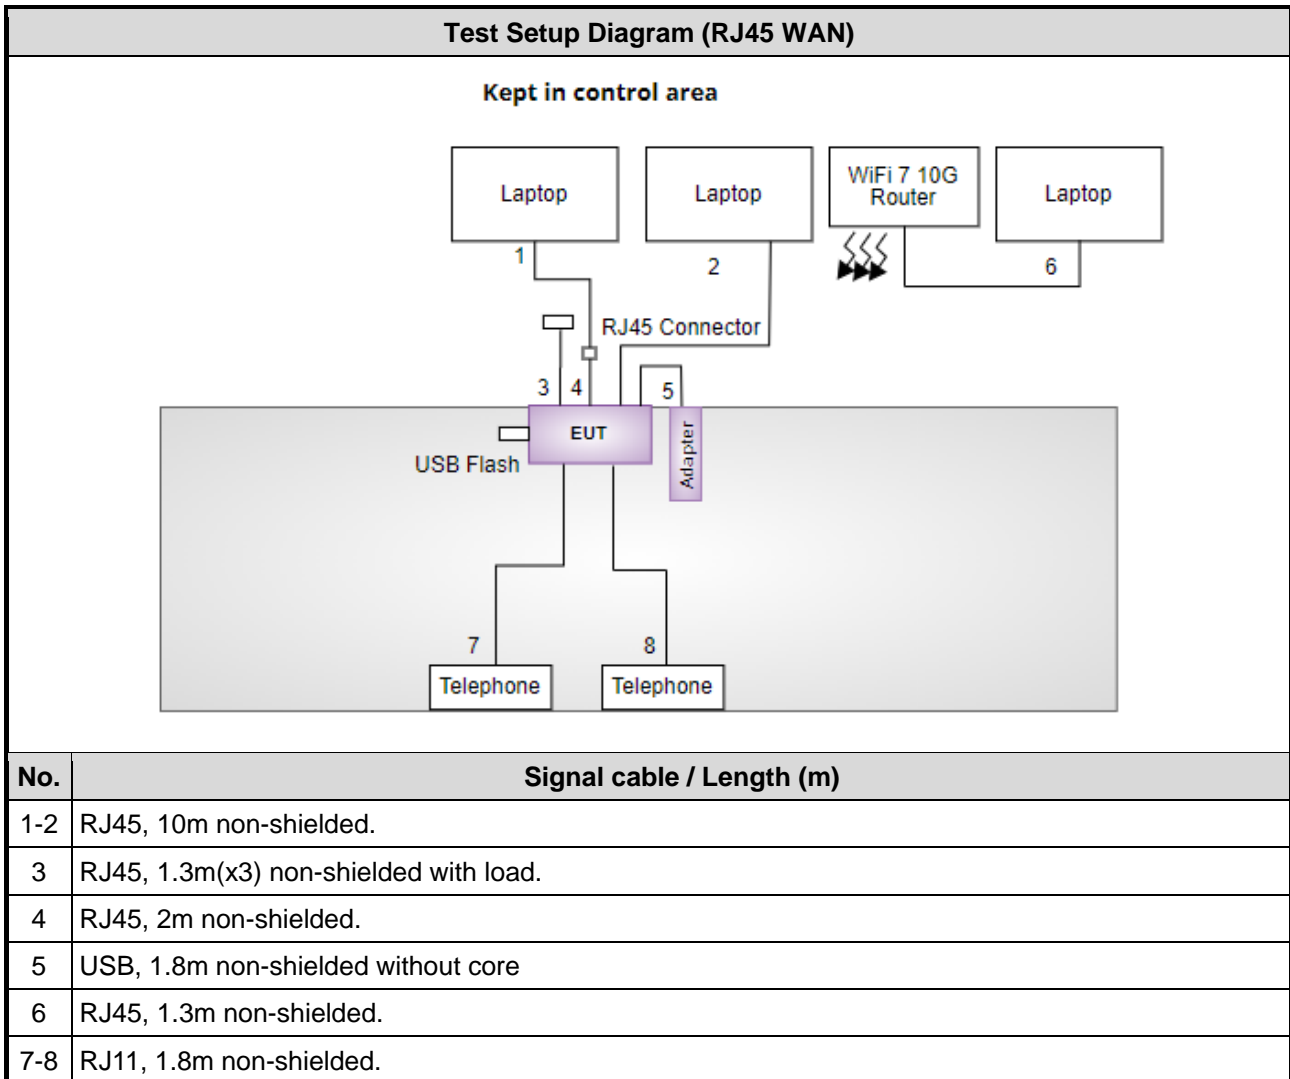 Test Setup Diagram (RJ45 WAN)
Kept in control area
Laptop
Laptop
WiFi 7 10G
Router
Laptop
1
2
6
RJ45 Connector
3
4
5
EUT
USB Flash
Adapter
7
8
Telephone
Telephone
No. Signal cable / Length (m)
1-2 RJ45, 10m non-shielded.
3 RJ45, 1.3m(x3) non-shielded with load.
4 RJ45, 2m non-shielded.
5 USB, 1.8m non-shielded without core
6 RJ45, 1.3m non-shielded.
7-8 RJ11, 1.8m non-shielded.